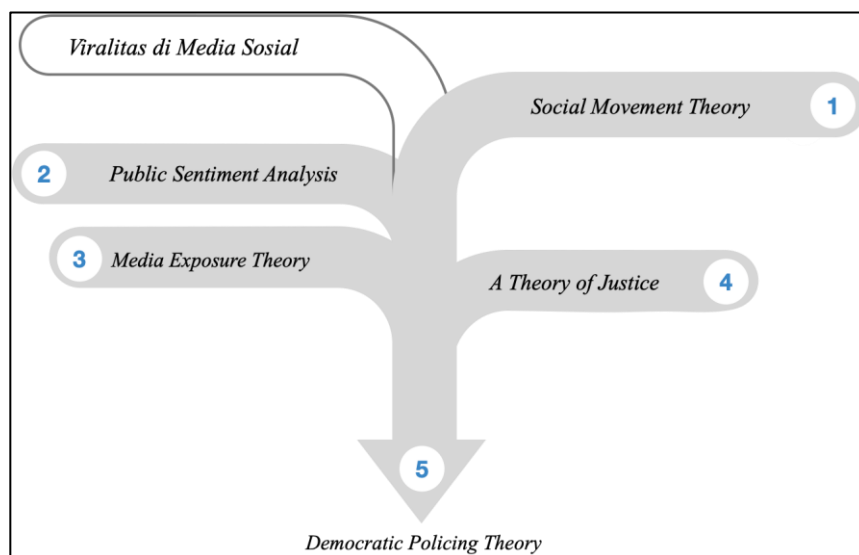 Viralitas di Media Sosial
Social Movement Theory 1
2 Public Sentiment Analysis
3 Media Exposure Theory
A Theory of Justice 4
5
Democratic Policing Theory